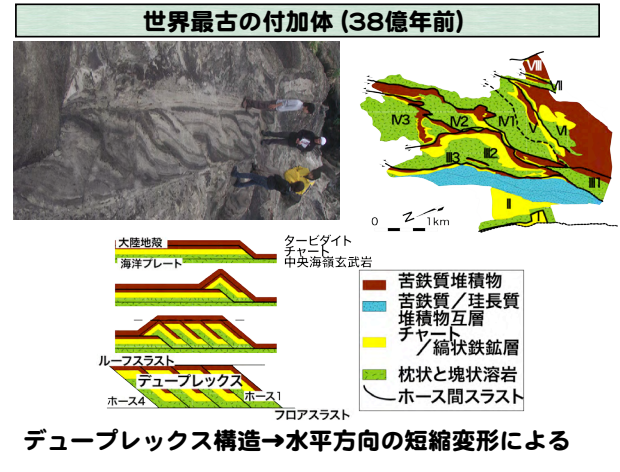 世界最古の付加体 (38億年前)
VIII
VII
IV3
IV2
IV1
V
VI
III3
III2
III1
II
I
0 Z 1km
大陸地殻
海洋プレート
タービダイト
チャート
中央海嶺玄武岩
ルーフスラスト
デュープレックス
ホース4
ホース1
フロアスラスト
苦鉄質堆積物
苦鉄質／珪長質
堆積物互層
チャート
／縞状鉄鉱層
枕状と塊状溶岩
ホース間スラスト
デュープレックス構造→水平方向の短縮変形による